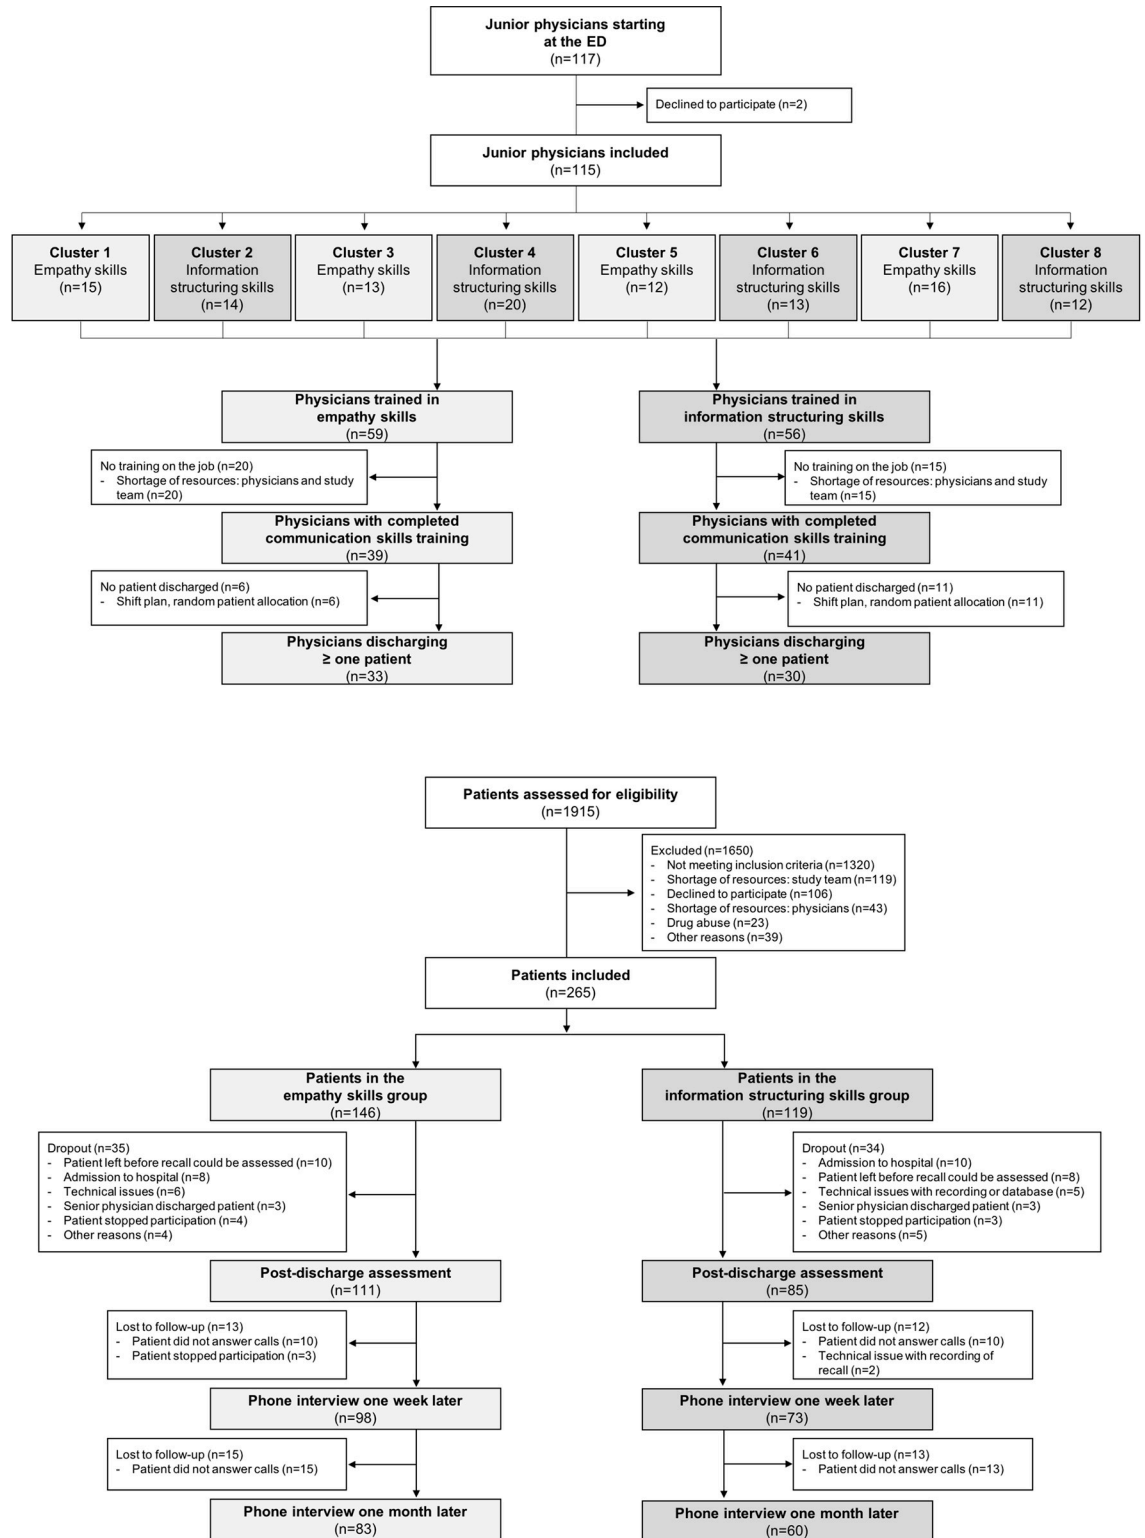 Junior physicians starting
at the ED
(n=117)
Declined to participate (n=2)
Junior physicians included
(n=115)
Cluster 1
Empathy skills
(n=15)
Cluster 2
Information
structuring skills
(n=14)
Cluster 3
Empathy skills
(n=13)
Cluster 4
Information
structuring skills
(n=20)
Cluster 5
Empathy skills
(n=12)
Cluster 6
Information
structuring skills
(n=13)
Cluster 7
Empathy skills
(n=16)
Cluster 8
Information
structuring skills
(n=12)
Physicians trained in
empathy skills
(n=59)
Physicians trained in
information structuring skills
(n=56)
No training on the job (n=20)
- Shortage of resources: physicians and study
team (n=20)
No training on the job (n=15)
- Shortage of resources: physicians and study
team (n=15)
Physicians with completed
communication skills training
(n=39)
Physicians with completed
communication skills training
(n=41)
No patient discharged (n=6)
- Shift plan, random patient allocation (n=6)
No patient discharged (n=11)
- Shift plan, random patient allocation (n=11)
Physicians discharging
≥ one patient
(n=33)
Physicians discharging
≥ one patient
(n=30)
Patients assessed for eligibility
(n=1915)
Excluded (n=1650)
- Not meeting inclusion criteria (n=1320)
- Shortage of resources: study team (n=119)
- Declined to participate (n=106)
- Shortage of resources: physicians (n=43)
- Drug abuse (n=23)
- Other reasons (n=39)
Patients included
(n=265)
Patients in the
empathy skills group
(n=146)
Patients in the
information structuring skills group
(n=119)
Dropout (n=35)
- Patient left before recall could be assessed (n=10)
- Admission to hospital (n=8)
- Technical issues (n=6)
- Senior physician discharged patient (n=3)
- Patient stopped participation (n=4)
- Other reasons (n=4)
Dropout (n=34)
- Admission to hospital (n=10)
- Patient left before recall could be assessed (n=8)
- Technical issues with recording or database (n=5)
- Senior physician discharged patient (n=3)
- Patient stopped participation (n=3)
- Other reasons (n=5)
Post-discharge assessment
(n=111)
Post-discharge assessment
(n=85)
Lost to follow-up (n=13)
- Patient did not answer calls (n=10)
- Patient stopped participation (n=3)
Lost to follow-up (n=12)
- Patient did not answer calls (n=10)
- Technical issue with recording of
recall (n=2)
Phone interview one week later
(n=98)
Phone interview one week later
(n=73)
Lost to follow-up (n=15)
- Patient did not answer calls (n=15)
Lost to follow-up (n=13)
- Patient did not answer calls (n=13)
Phone interview one month later
(n=83)
Phone interview one month later
(n=60)